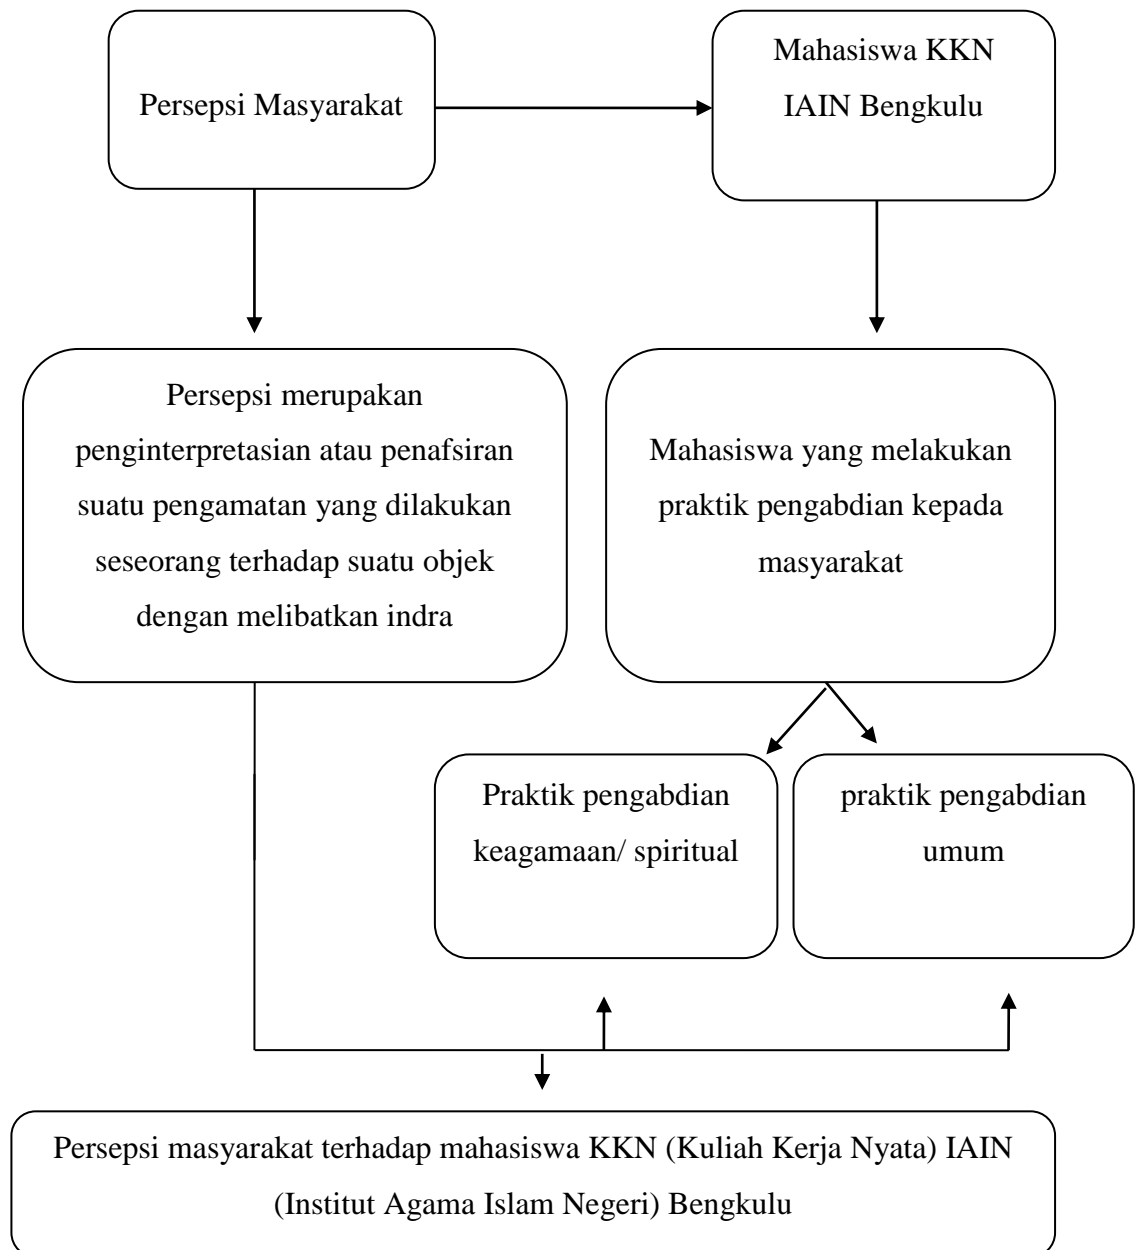 Persepsi Masyarakat
Mahasiswa KKN
IAIN Bengkulu
Persepsi merupakan
penginterpretasian atau penafsiran
suatu pengamatan yang dilakukan
seseorang terhadap suatu objek
dengan melibatkan indra
Mahasiswa yang melakukan
praktik pengabdian kepada
masyarakat
Praktik pengabdian
keagamaan/ spiritual
praktik pengabdian
umum
Persepsi masyarakat terhadap mahasiswa KKN (Kuliah Kerja Nyata) IAIN
(Institut Agama Islam Negeri) Bengkulu